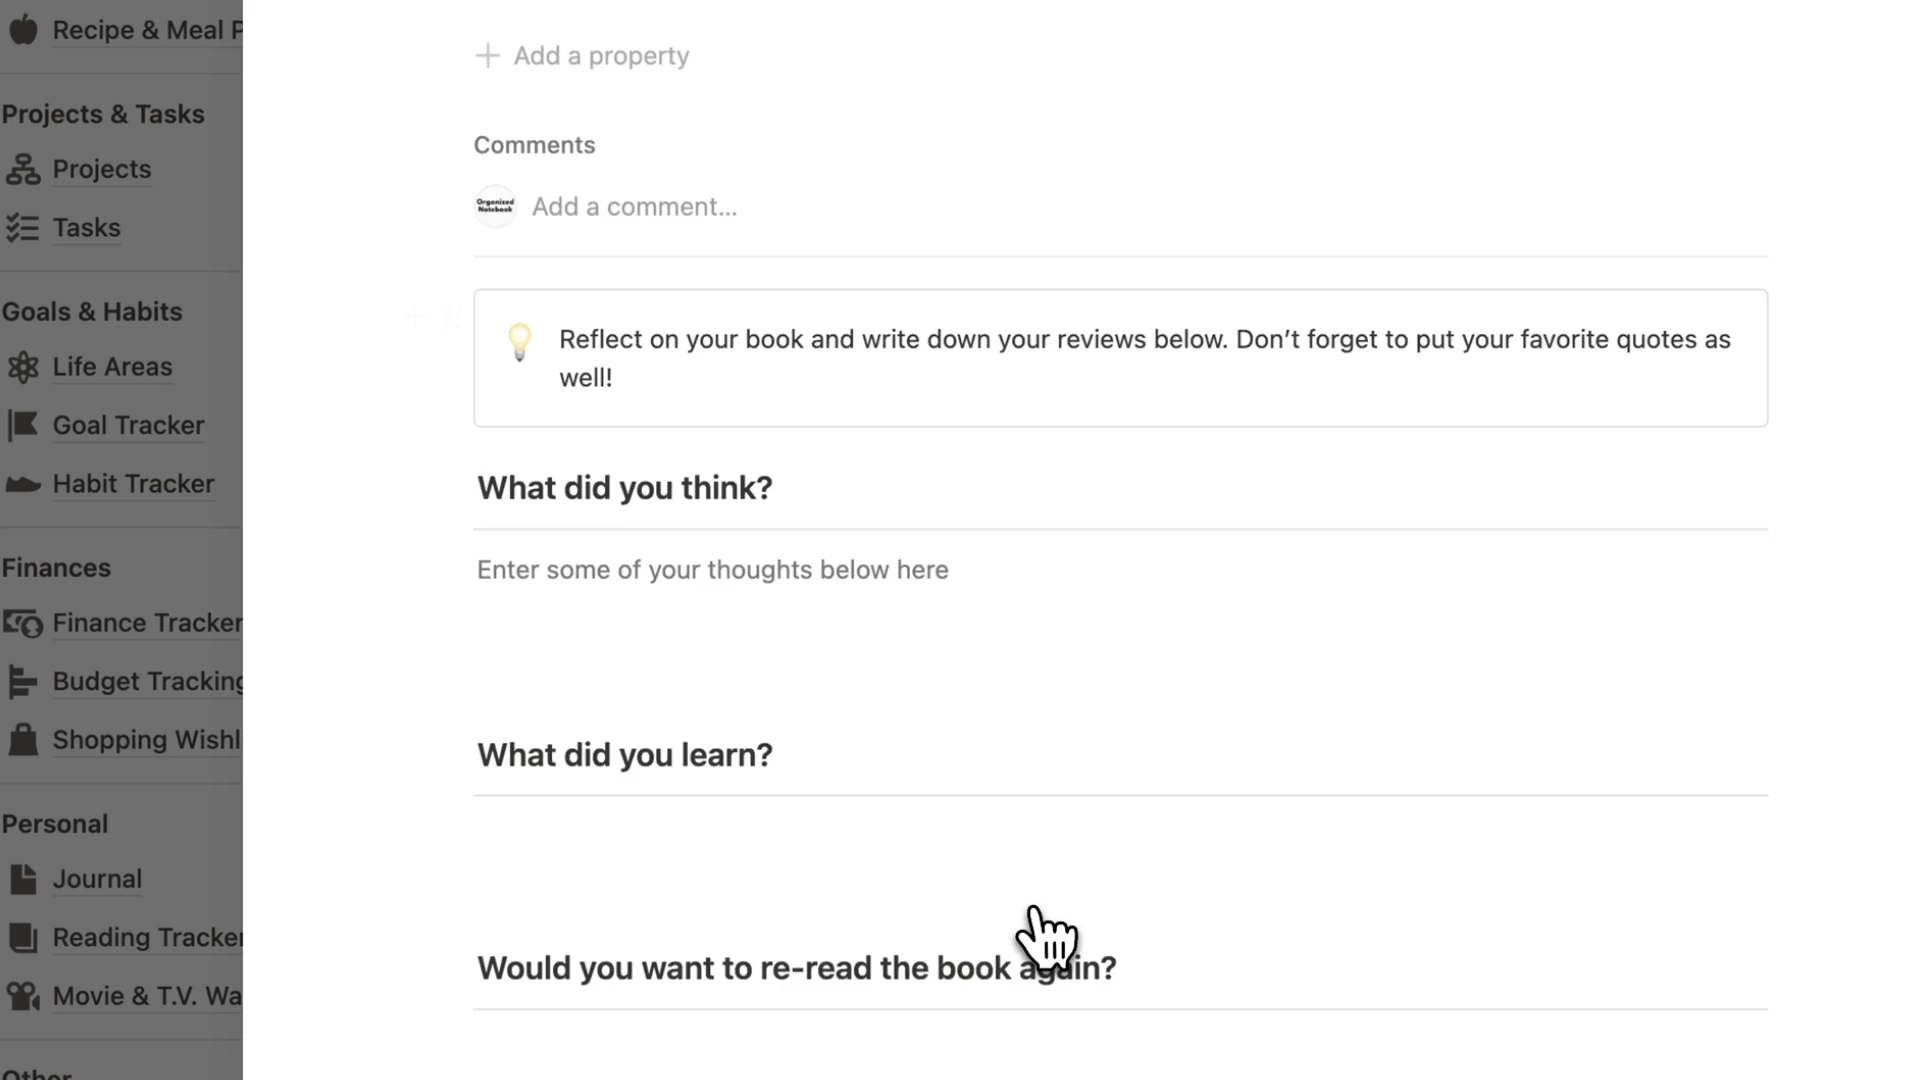 Recipe & Meal P
Projects & Tasks
Projects
Tasks
Goals & Habits
Life Areas
Goal Tracker
Habit Tracker
Finances
Finance Tracker
Budget Tracking
Shopping Wishl
Personal
Journal
Reading Tracker
Movie & T.V. Wa
Other
Add a property
Comments
Organized
Notebook
Add a comment...
Reflect on your book and write down your reviews below. Don’t forget to put your favorite quotes as
well!
What did you think?
Enter some of your thoughts below here
What did you learn?
Would you want to re-read the book again?